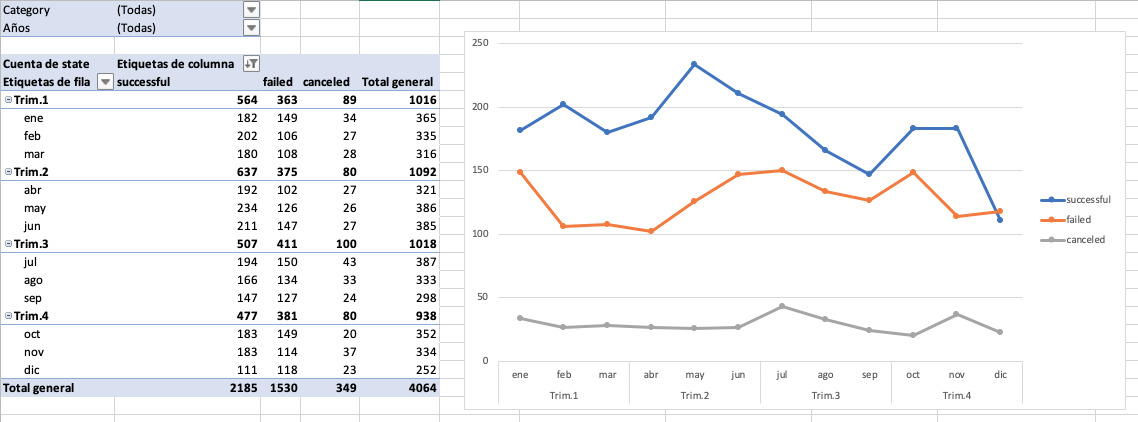 Category (Todas)
Años (Todas)
Cuenta de state Etiquetas de columna
Etiquetas de fila successful failed canceled Total general
Trim.1 564 363 89 1016
ene 182 149 34 365
feb 202 106 27 335
mar 180 108 28 316
Trim.2 637 375 80 1092
abr 192 102 27 321
may 234 126 26 386
jun 211 147 27 385
Trim.3 507 411 100 1018
jul 194 150 43 387
ago 166 134 33 333
sep 147 127 24 298
Trim.4 477 381 80 938
oct 183 149 20 352
nov 183 114 37 334
dic 111 118 23 252
Total general 2185 1530 349 4064
250
200
150
100
50
0
ene feb mar abr may jun jul ago sep oct nov dic
Trim.1 Trim.2 Trim.3 Trim.4
successful
failed
canceled